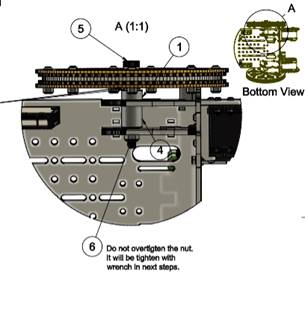 A
5
A (1:1)
1
Bottom View
4
6
Do not overtigten the nut.
It will be tighten with
wrench in next steps.